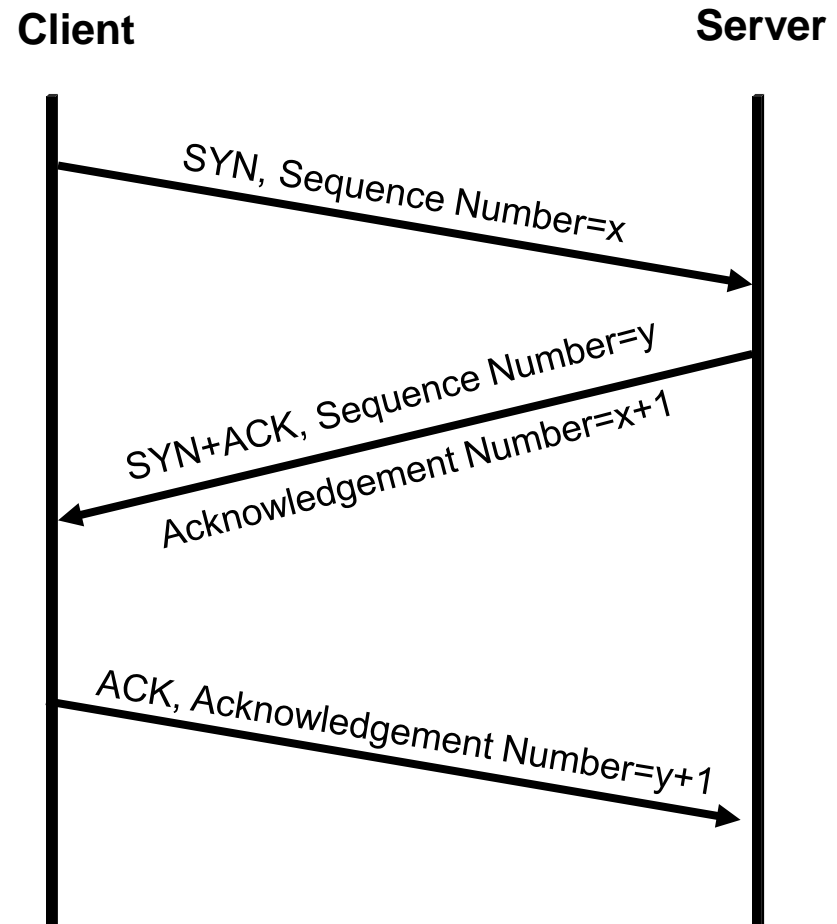 Client
Server
SYN, Sequence Number=x
SYN+ACK, Sequence Number=y
Acknowledgement Number=x+1
ACK, Acknowledgement Number=y+1